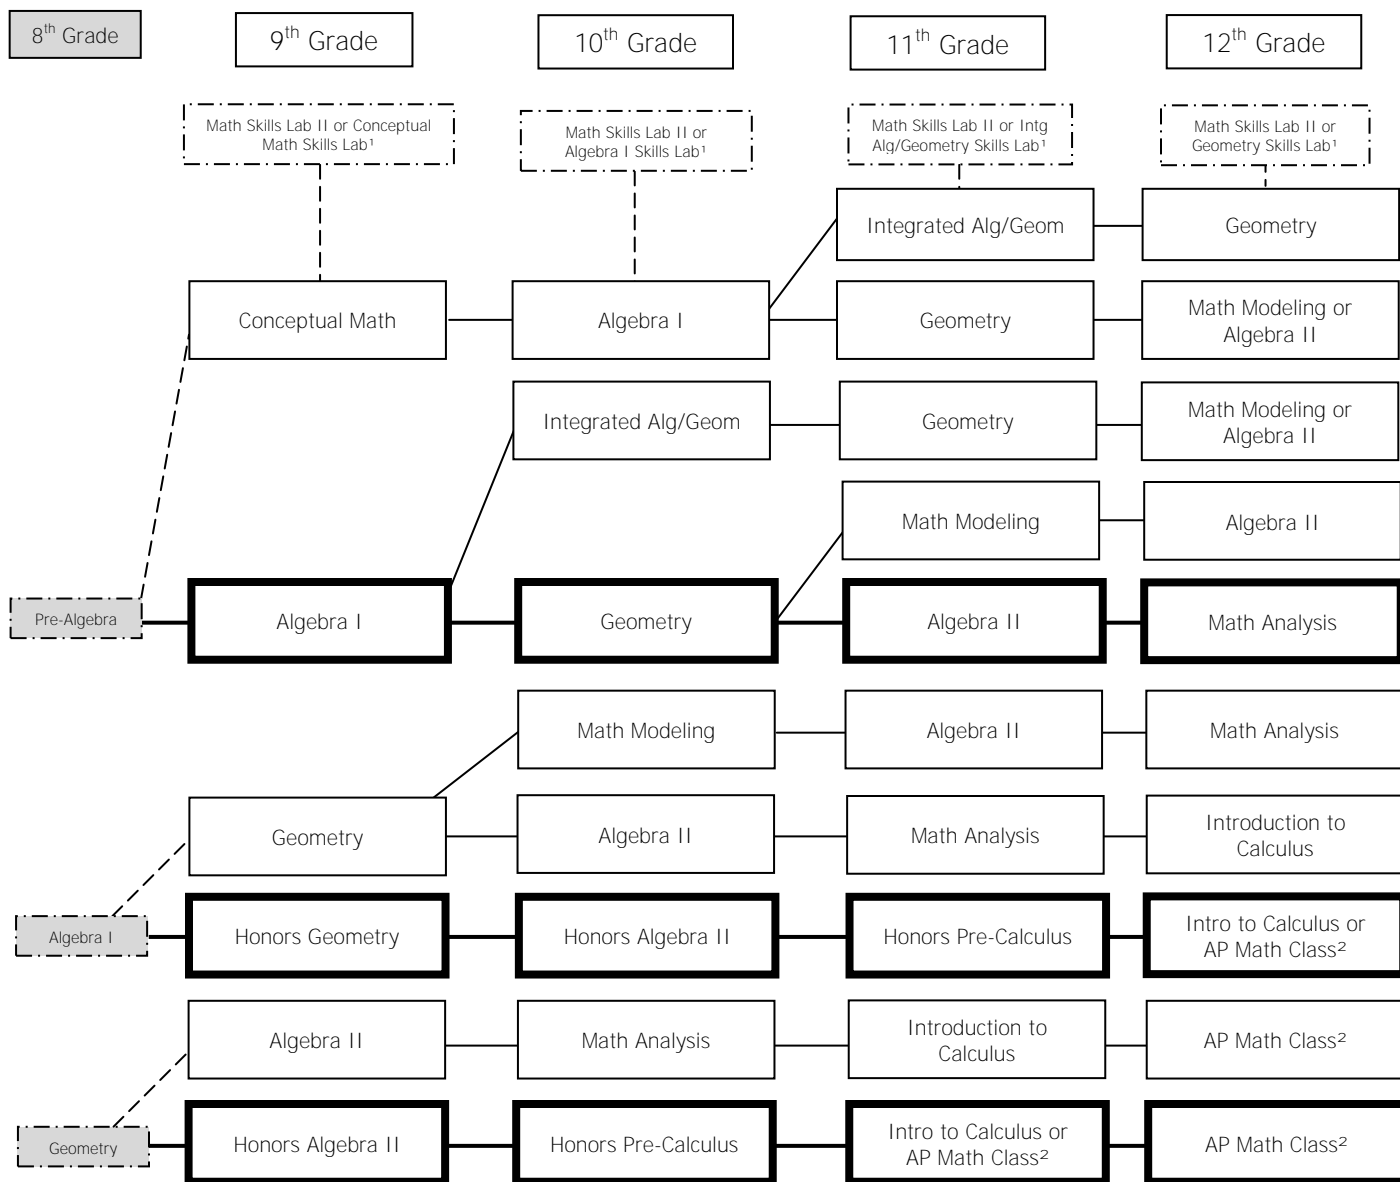 8th Grade
9th Grade
10th Grade
11th Grade
12th Grade
Math Skills Lab II or Conceptual
Math Skills Lab¹
Math Skills Lab II or
Algebra I Skills Lab¹
Math Skills Lab II or Intg
Alg/Geometry Skills Lab¹
Math Skills Lab II or
Geometry Skills Lab¹
Integrated Alg/Geom
Geometry
Conceptual Math
Algebra I
Geometry
Math Modeling or
Algebra II
Integrated Alg/Geom
Geometry
Math Modeling or
Algebra II
Math Modeling
Algebra II
Pre-Algebra
Algebra I
Geometry
Algebra II
Math Analysis
Math Modeling
Algebra II
Math Analysis
Geometry
Algebra II
Math Analysis
Introduction to
Calculus
Algebra I
Honors Geometry
Honors Algebra II
Honors Pre-Calculus
Intro to Calculus or
AP Math Class²
Algebra II
Math Analysis
Introduction to
Calculus
AP Math Class²
Geometry
Honors Algebra II
Honors Pre-Calculus
Intro to Calculus or
AP Math Class²
AP Math Class²